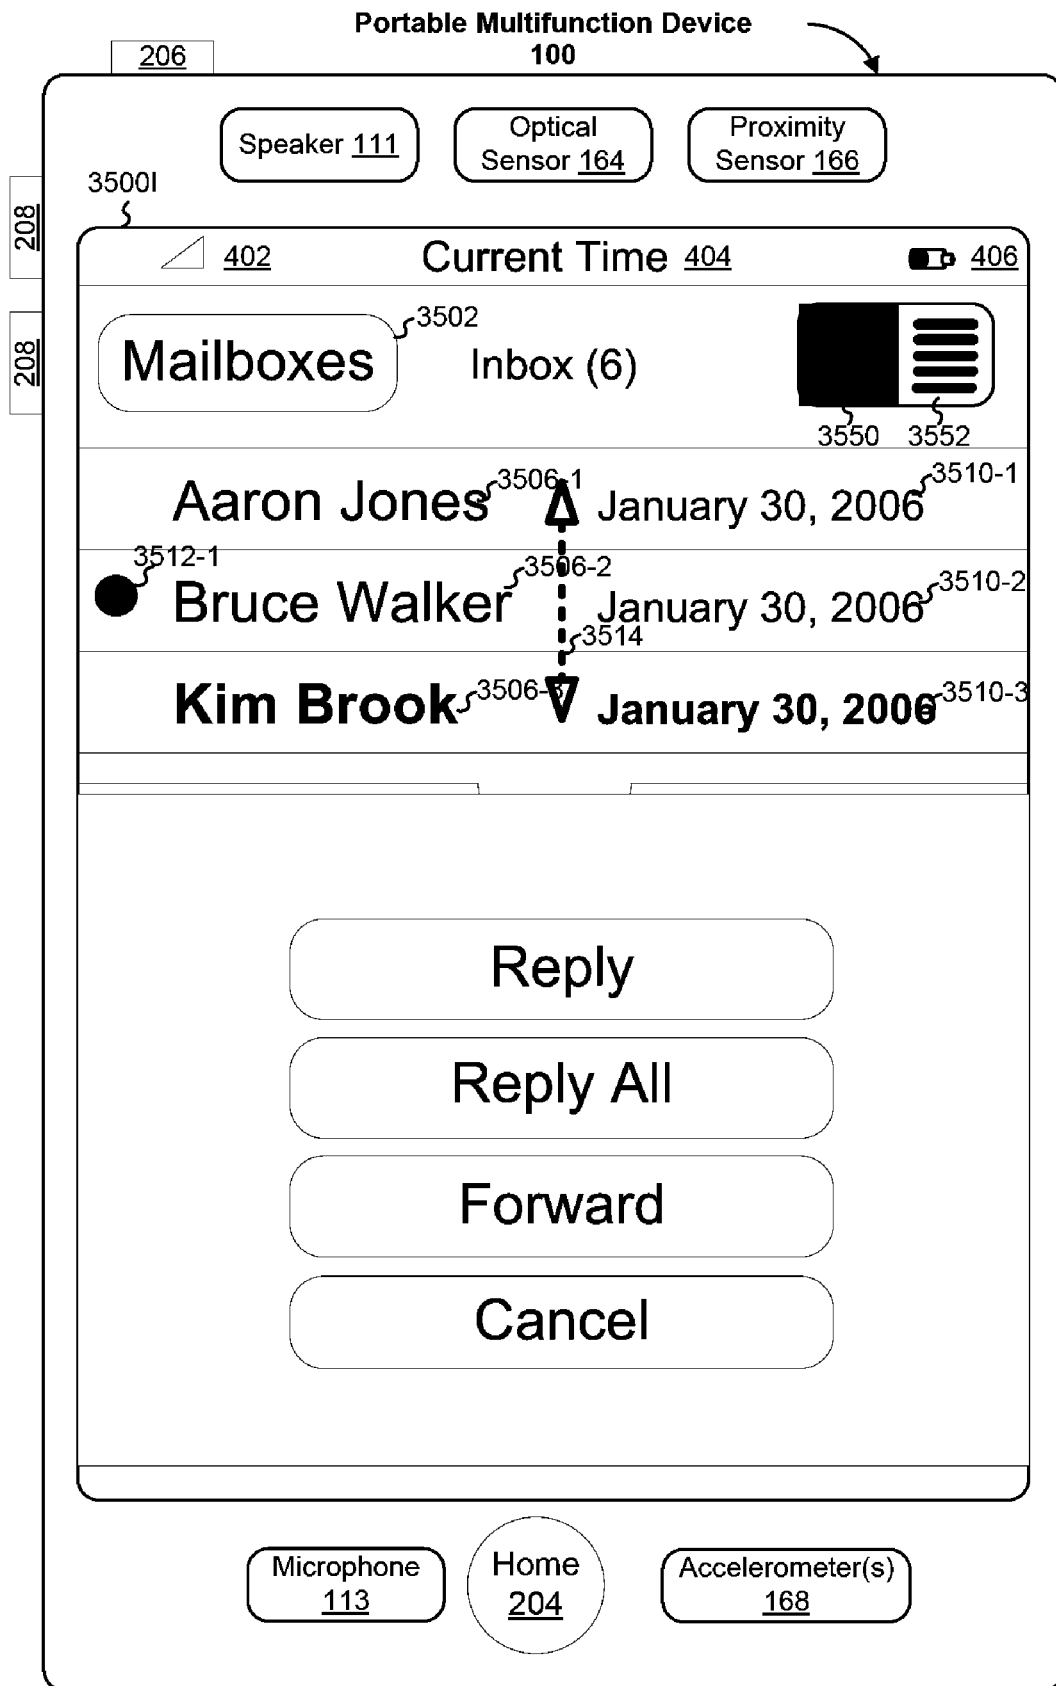 Portable Multifunction Device
100
206
Speaker 111
Optical
Sensor 164
Proximity
Sensor 166
3500I
208
208
402
Current Time 404
406
Mailboxes
3502
Inbox (6)
3550
3552
Aaron Jones
3506-1
January 30, 2006
3510-1
3512-1
Bruce Walker
3506-2
January 30, 2006
3510-2
3514
Kim Brook
3506-3
January 30, 2006
3510-3
Reply
Reply All
Forward
Cancel
Microphone
113
Home
204
Accelerometer(s)
168